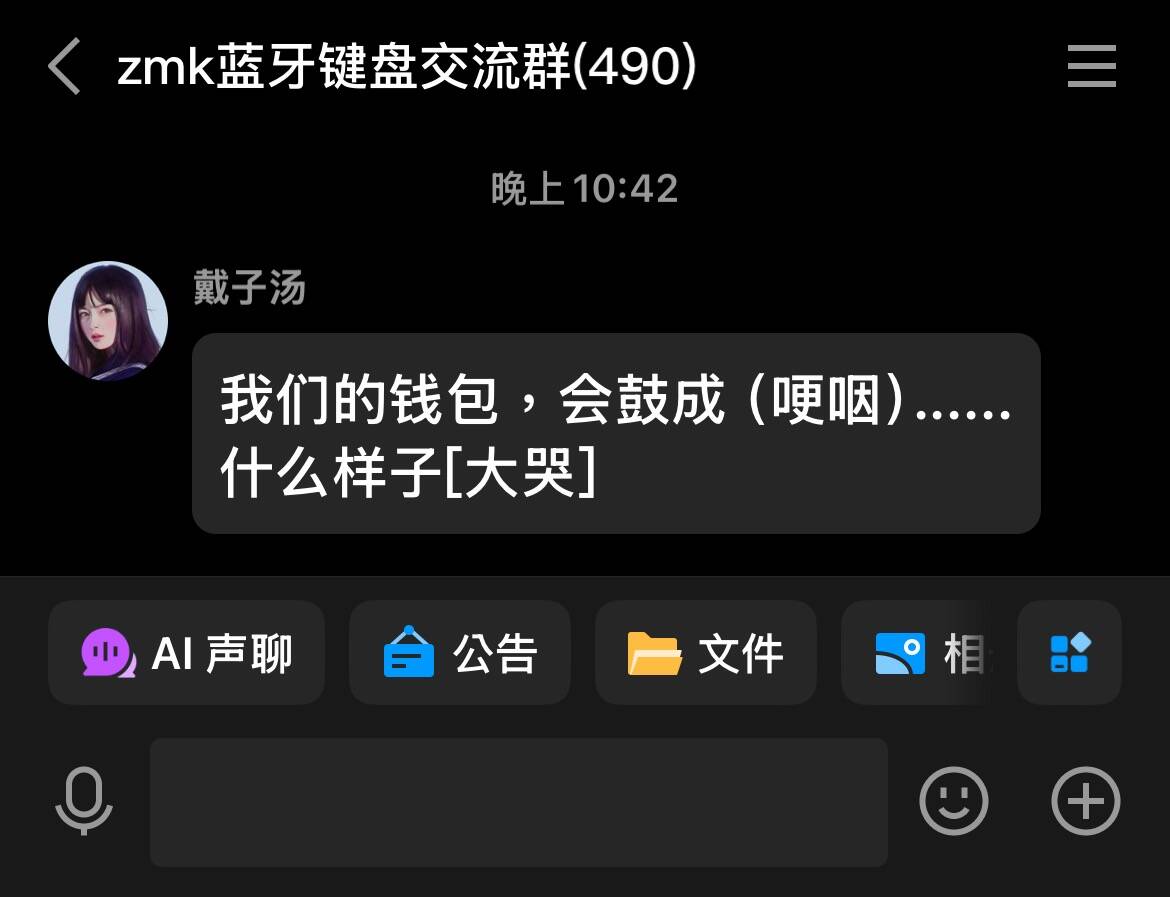 zmk蓝牙键盘交流群(490)
晚上10:42
戴子汤
我们的钱包，会鼓成（哽咽）......
什么样子[大哭]
AI 声聊
公告
文件
相